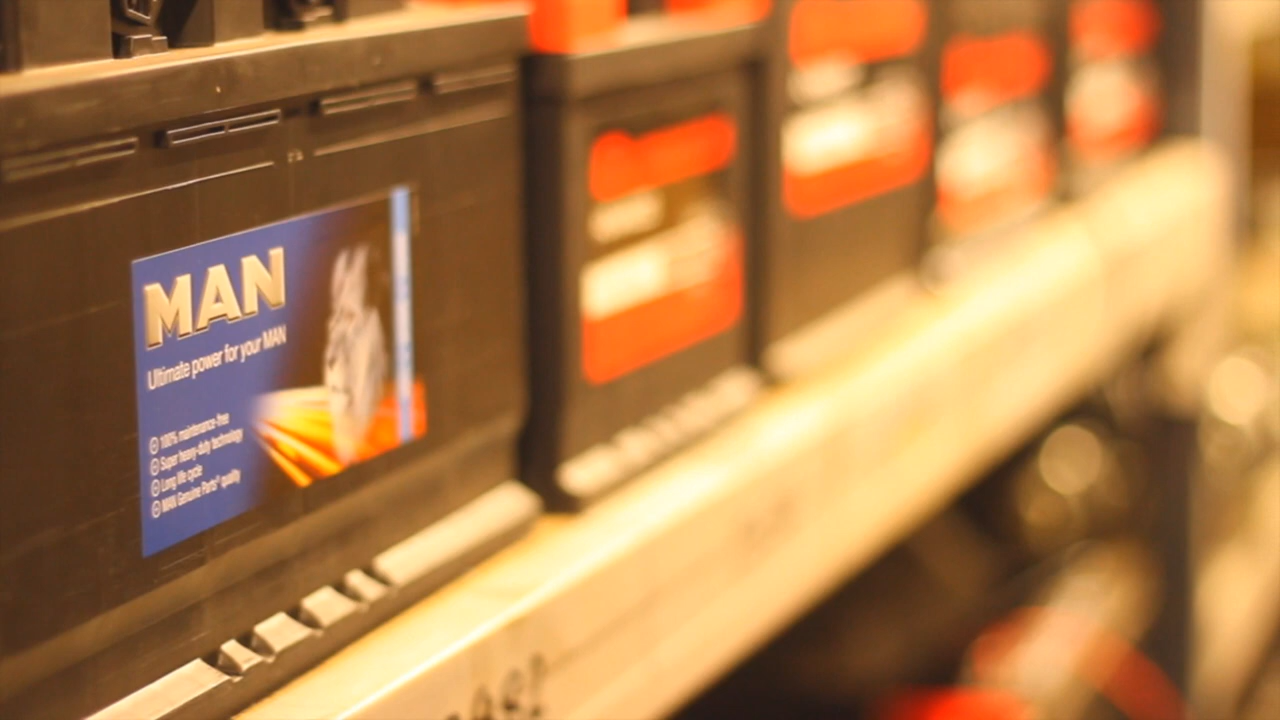 MAN
Ultimate power for your MAN
100% maintenance-free
Super heavy-duty technology
Long life cycle
MAN Genuine Parts® quality